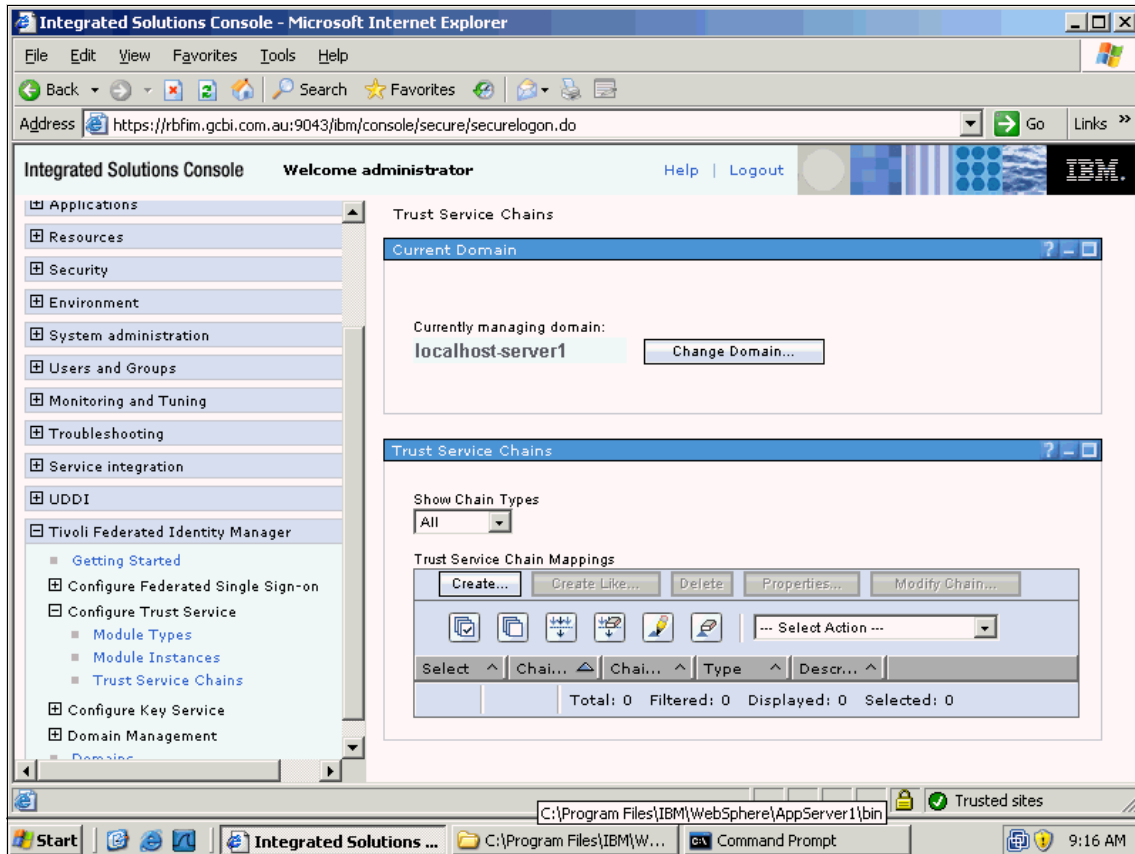 Integrated Solutions Console - Microsoft Internet Explorer
File Edit View Favorites Tools Help
Back Search Favorites
Address https://rbfim.gcbi.com.au:9043/ibm/console/secure/securelogon.do Go Links »
Integrated Solutions Console Welcome administrator Help | Logout IBM.
Applications
Resources
Security
Environment
System administration
Users and Groups
Monitoring and Tuning
Troubleshooting
Service integration
UDDI
Tivoli Federated Identity Manager
Getting Started
Configure Federated Single Sign-on
Configure Trust Service
Module Types
Module Instances
Trust Service Chains
Configure Key Service
Domain Management
Domains
Trust Service Chains
Current Domain ?
Currently managing domain:
localhost-server1 Change Domain...
Trust Service Chains ?
Show Chain Types
All
Trust Service Chain Mappings
Create... Create Like... Delete Properties... Modify Chain...
--- Select Action ---
Select ^ Chai... Chai... ^ Type ^ Descr... ^
Total: 0 Filtered: 0 Displayed: 0 Selected: 0
Trusted sites
C:\Program Files\IBM\WebSphere\AppServer1\bin
Start Integrated Solutions ... C:\Program Files\IBM\W... Command Prompt 9:16 AM